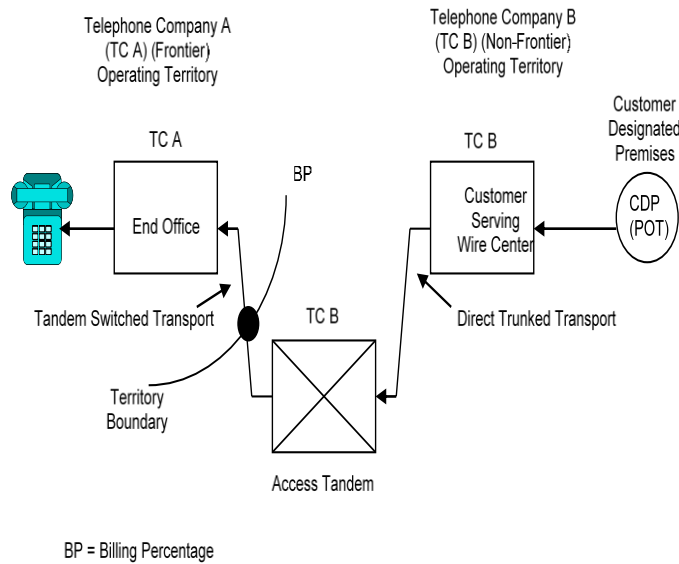 Telephone Company A
(TC A) (Frontier)
Operating Territory
Telephone Company B
(TC B) (Non-Frontier)
Operating Territory
Customer
Designated
Premises
TC A
BP
TC B
End Office
Customer
Serving
Wire Center
CDP
(POT)
Tandem Switched Transport
TC B
Direct Trunked Transport
Territory
Boundary
Access Tandem
BP = Billing Percentage